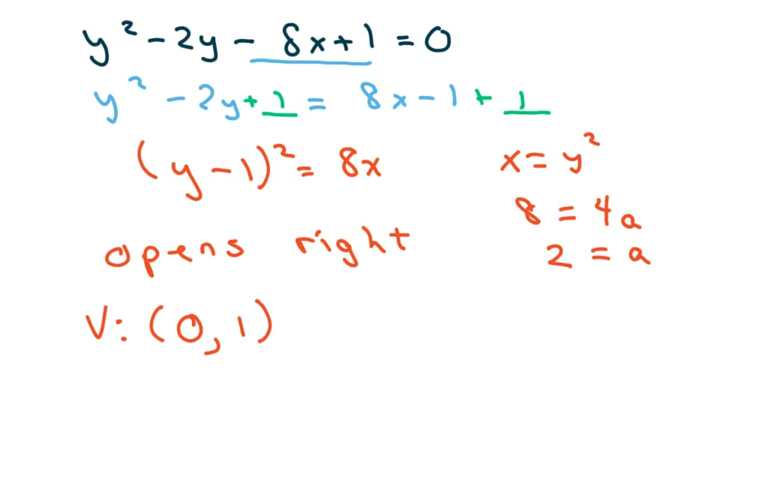 y² - 2y - 8x + 1 = 0
y² - 2y + 1 = 8x - 1 + 1
(y - 1)² = 8x
x = y²
8 = 4a
2 = a
opens right
V: (0, 1)